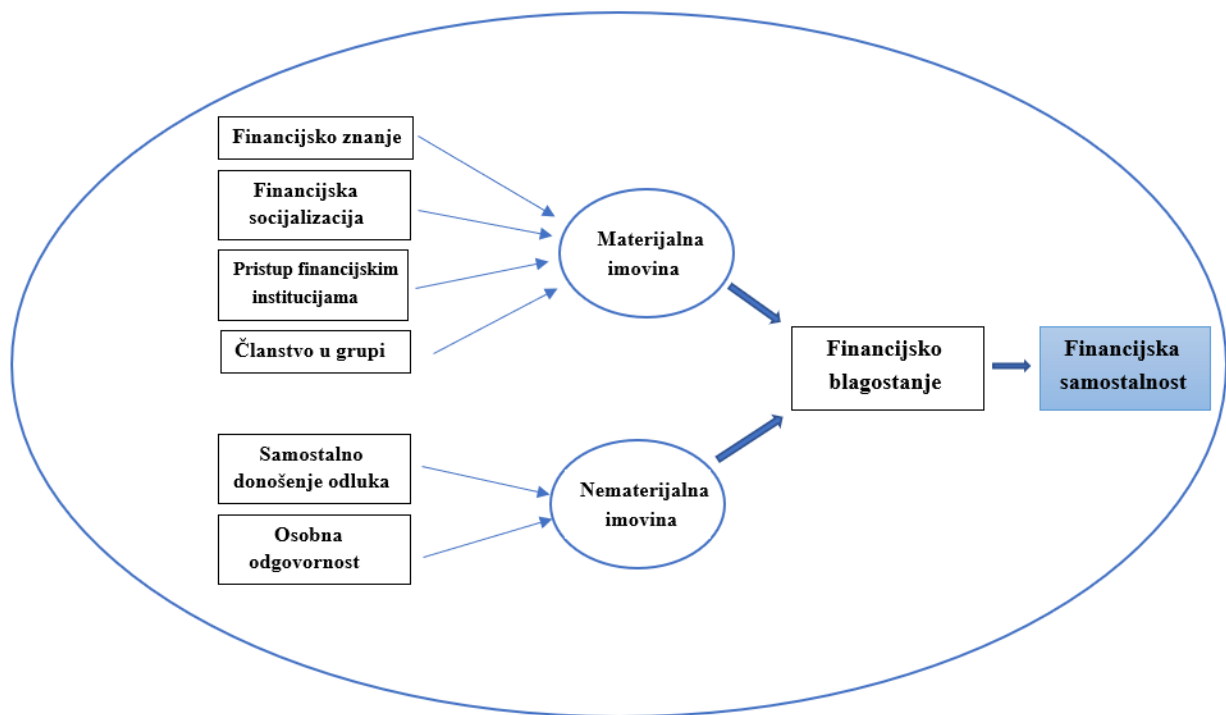 Financijsko znanje
Financijska
socijalizacija
Pristup financijskim
institucijama
Članstvo u grupi
Samostalno
donošenje odluka
Osobna
odgovornost
Materijalna
imovina
Nematerijalna
imovina
Financijsko
blagostanje
Financijska
samostalnost